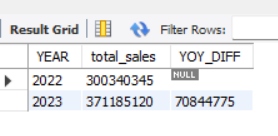 Result Grid Filter Rows:
YEAR total_sales YOY_DIFF
2022 300340345 NULL
2023 371185120 70844775